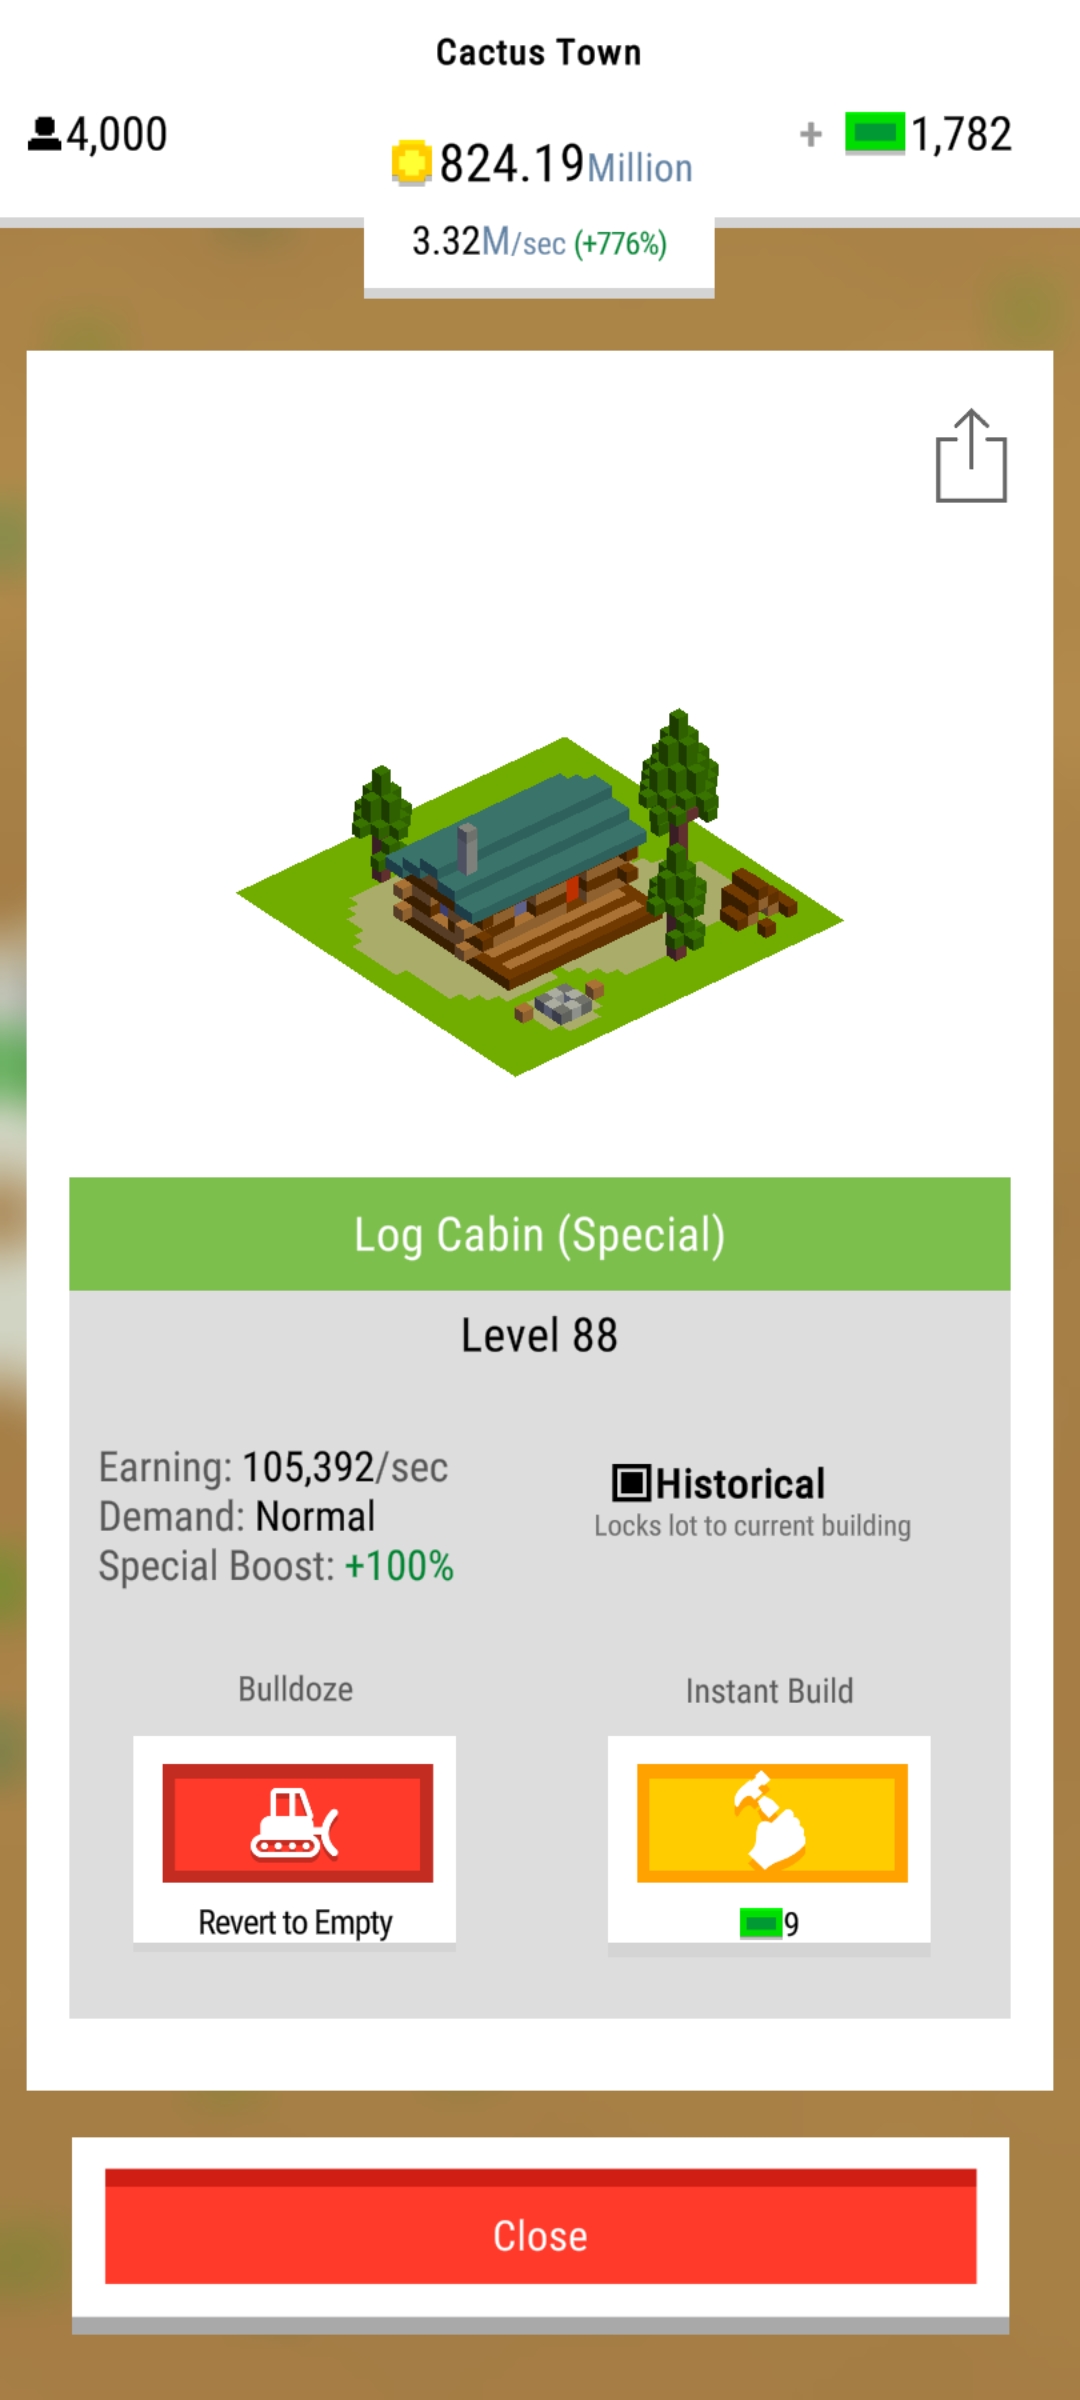 Cactus Town
4,000
824.19Million
+ 1,782
3.32M/sec (+776%)
Log Cabin (Special)
Level 88
Earning: 105,392/sec
Demand: Normal
Special Boost: +100%
Historical
Locks lot to current building
Bulldoze
Revert to Empty
Instant Build
9
Close